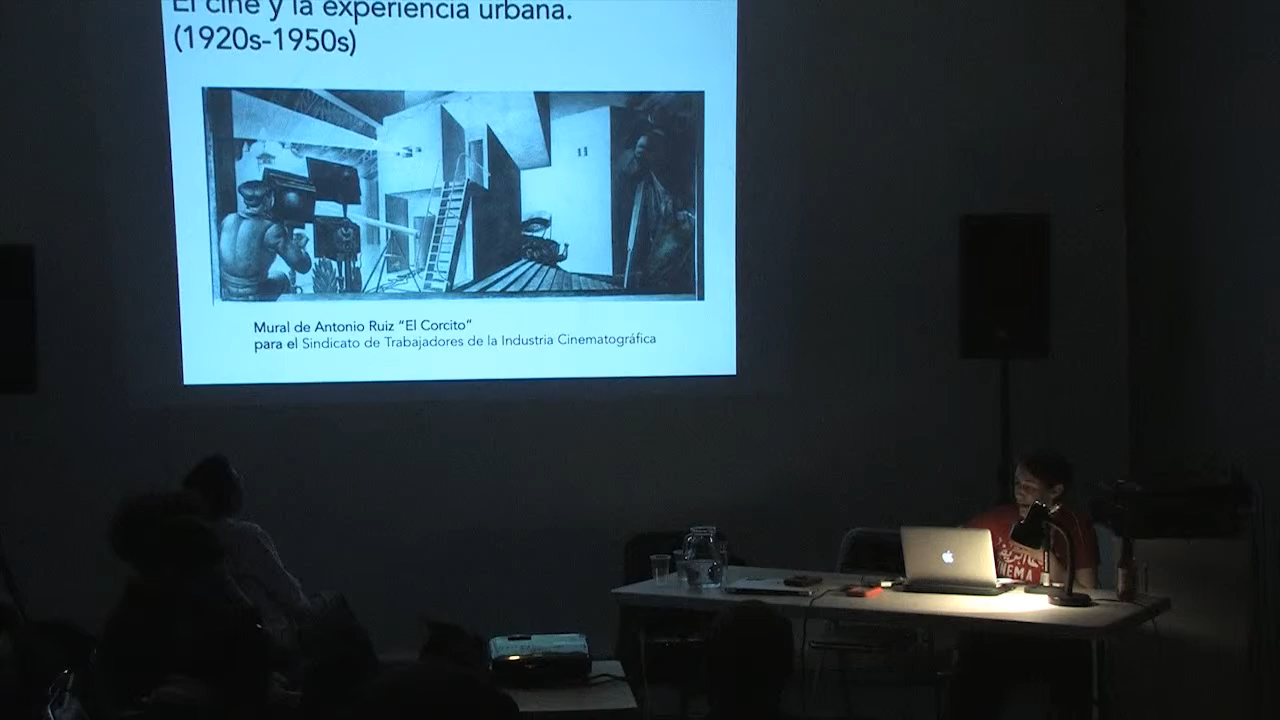 El cine y la experiencia urbana.
(1920s-1950s)
Mural de Antonio Ruiz “El Corcito”
para el Sindicato de Trabajadores de la Industria Cinematográfica